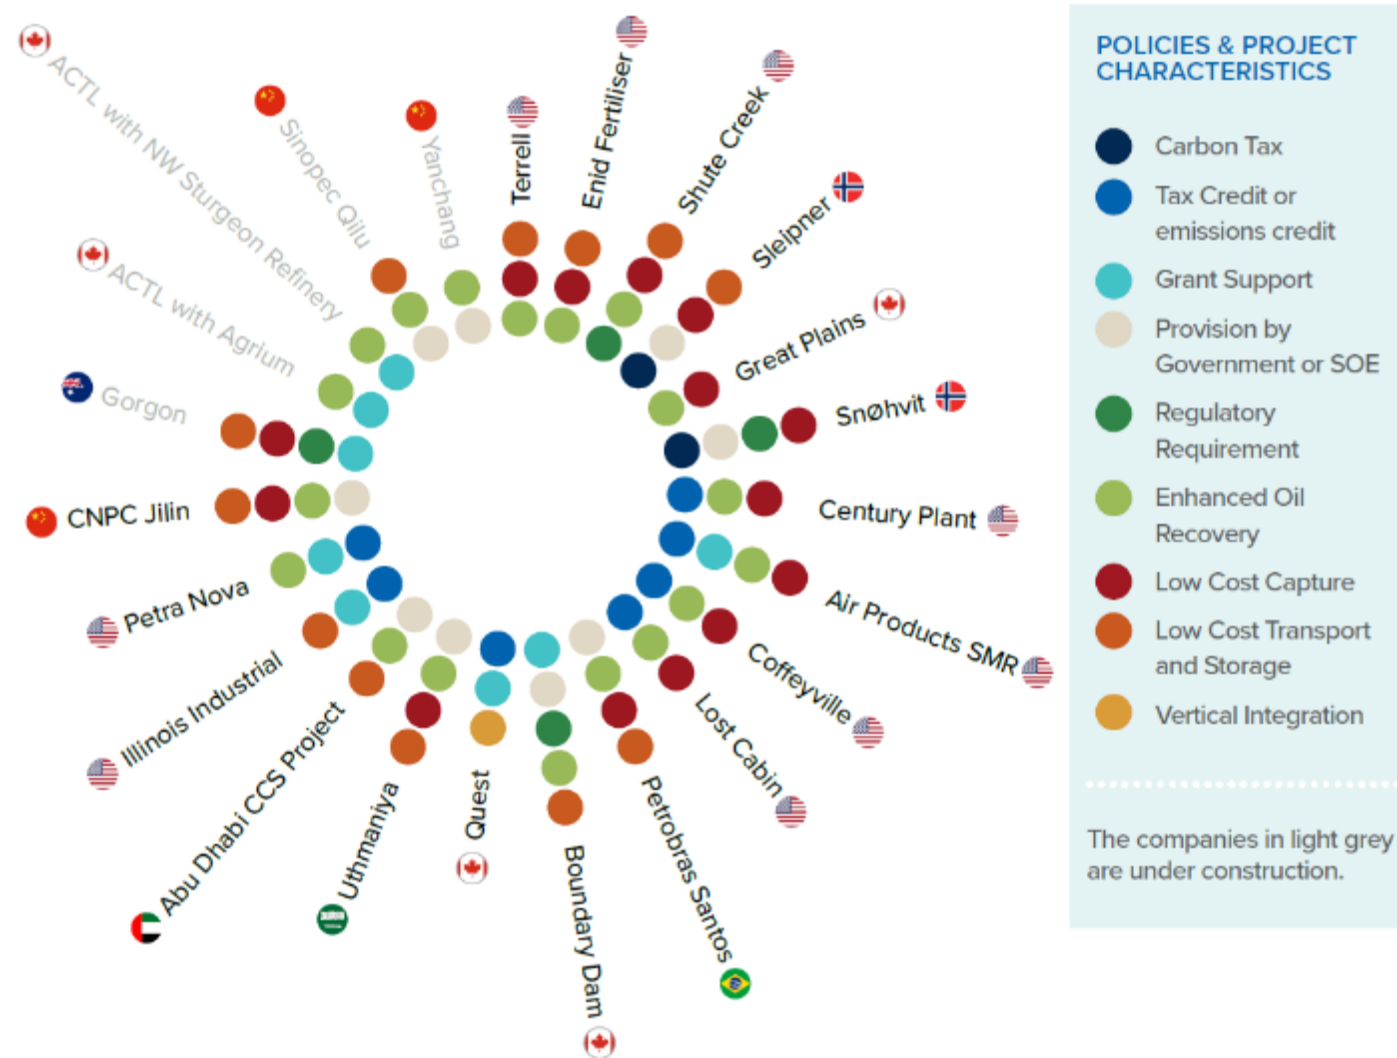 ACTL with NW Sturgeon Refinery
Sinopec Qilu
Yanchang
Terrell
Enid Fertiliser
Shute Creek
Sleipner
Great Plains
Snøhvit
Century Plant
Air Products SMR
Coffeyville
Lost Cabin
Petrobras Santos
Boundary Dam
Quest
Uthmaniya
Abu Dhabi CCS Project
Illinois Industrial
Petra Nova
CNPC Jilin
Gorgon
ACTL with Agrium
POLICIES & PROJECT
CHARACTERISTICS
Carbon Tax
Tax Credit or
emissions credit
Grant Support
Provision by
Government or SOE
Regulatory
Requirement
Enhanced Oil
Recovery
Low Cost Capture
Low Cost Transport
and Storage
Vertical Integration
The companies in light grey
are under construction.